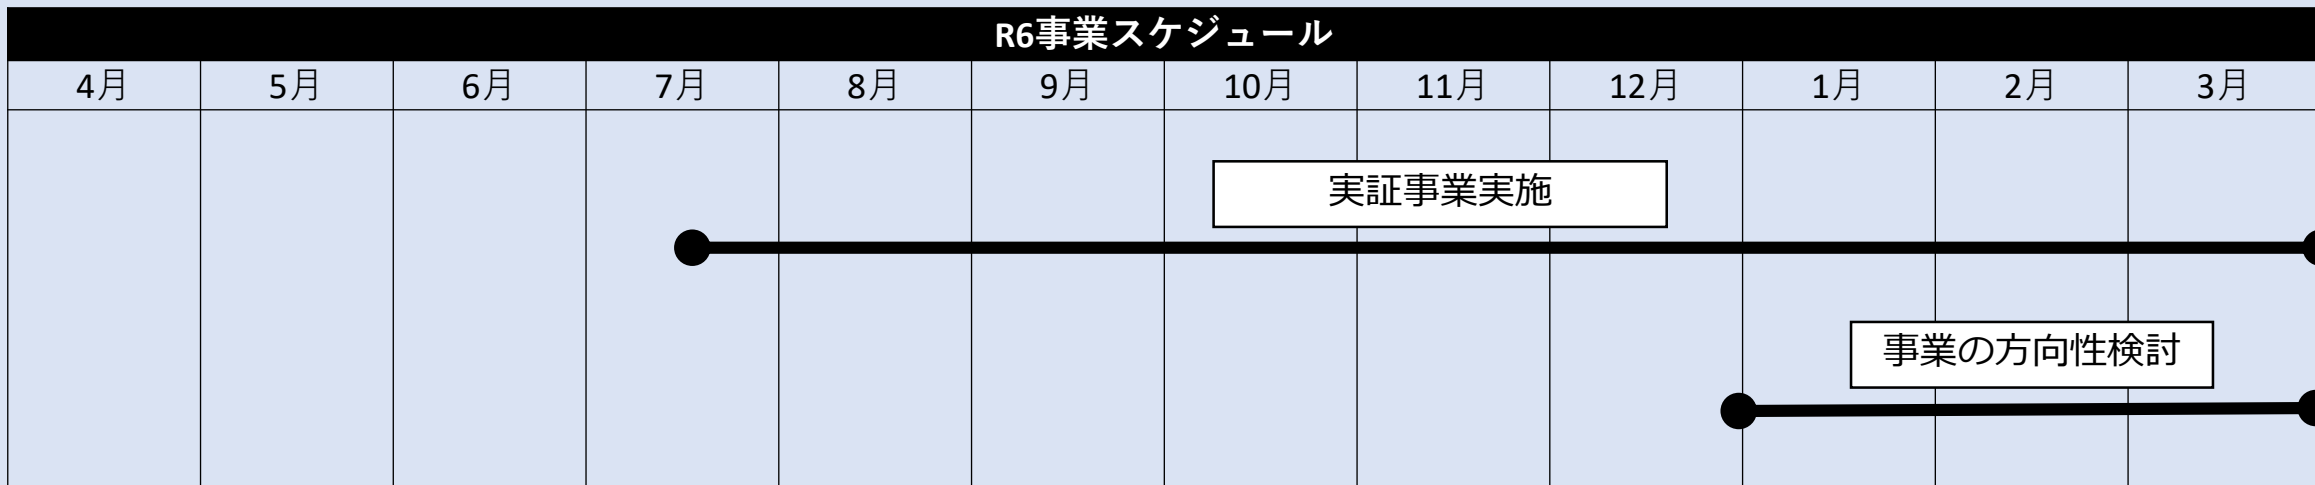 R6事業スケジュール
4月 5月 6月 7月 8月 9月 10月 11月 12月 1月 2月 3月
実証事業実施
事業の方向性検討